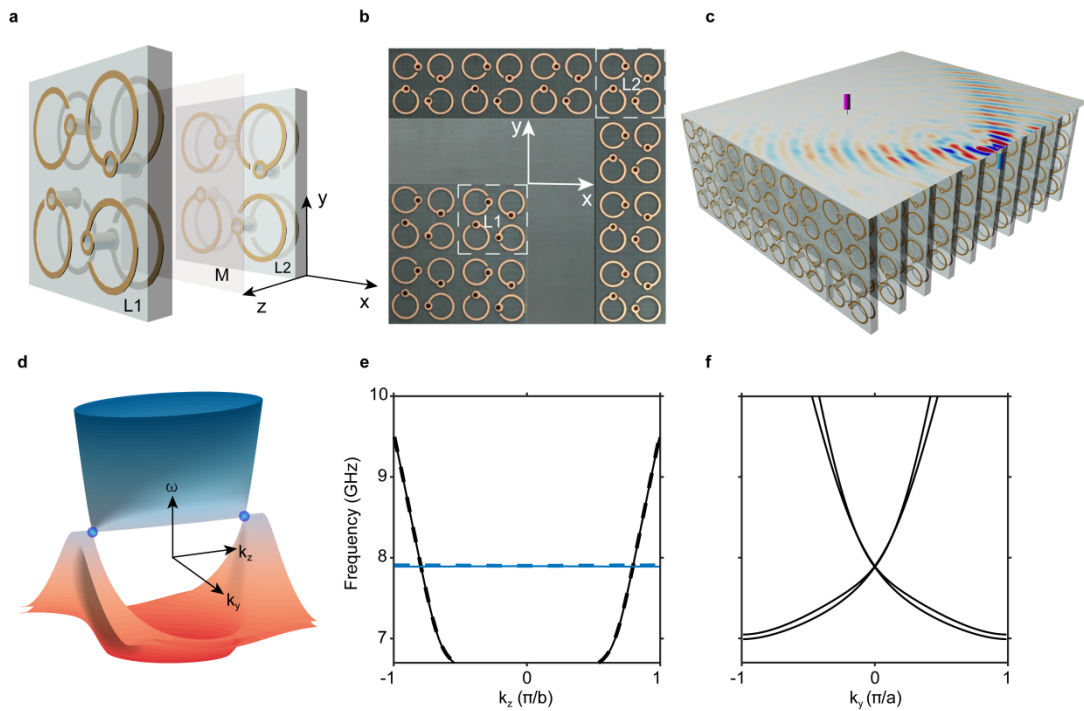 a
L1
M
L2
y
z
x
b
L2
y
x
L1
c
d
ω
k_z
k_y
e
Frequency (GHz)
10
9
8
7
-1
0
1
k_z (π/b)
f
-1
0
1
k_y (π/a)